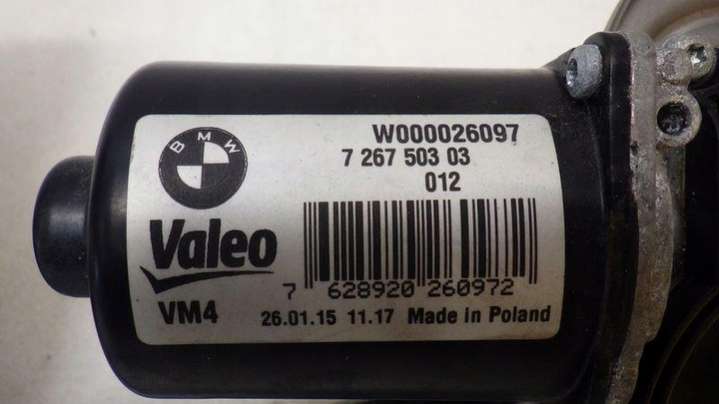 BMW
W000026097
7 267 503 03
012
Valeo
7 628920 260972
VM4
26.01.15 11.17 Made in Poland